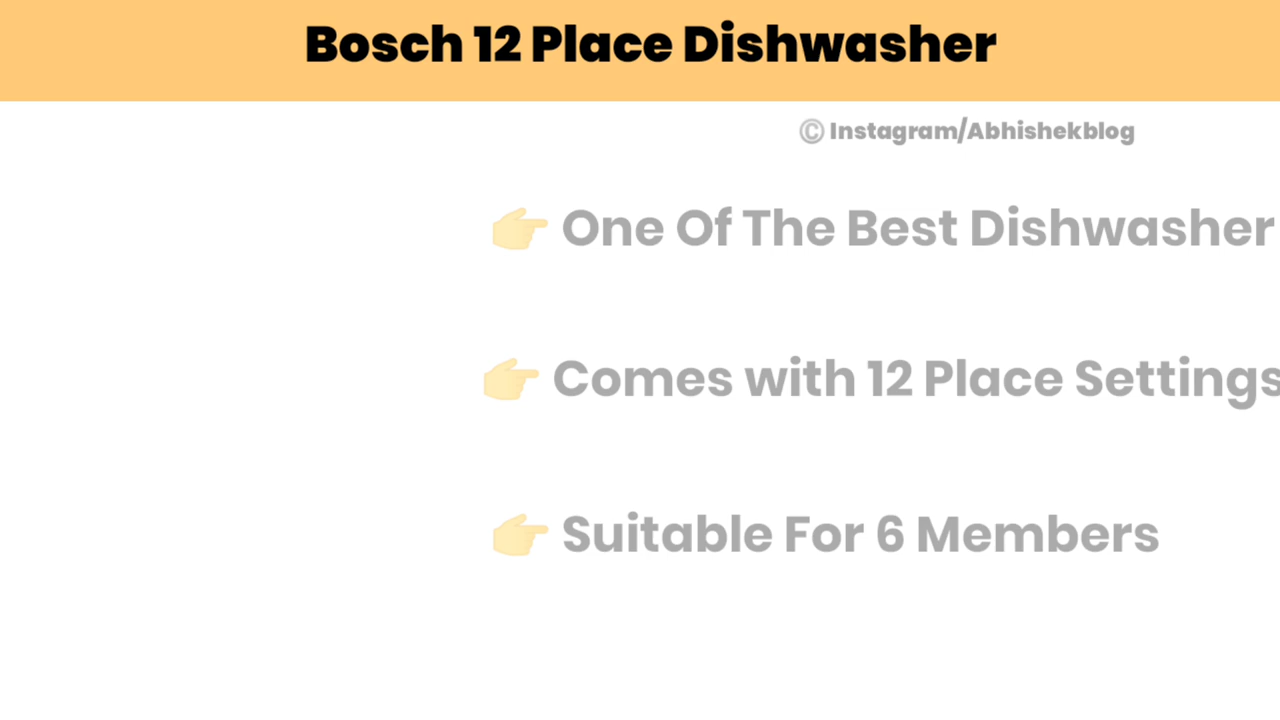 Bosch 12 Place Dishwasher
© Instagram/Abhishekblog
👉 One Of The Best Dishwasher
👉 Comes with 12 Place Settings
👉 Suitable For 6 Members